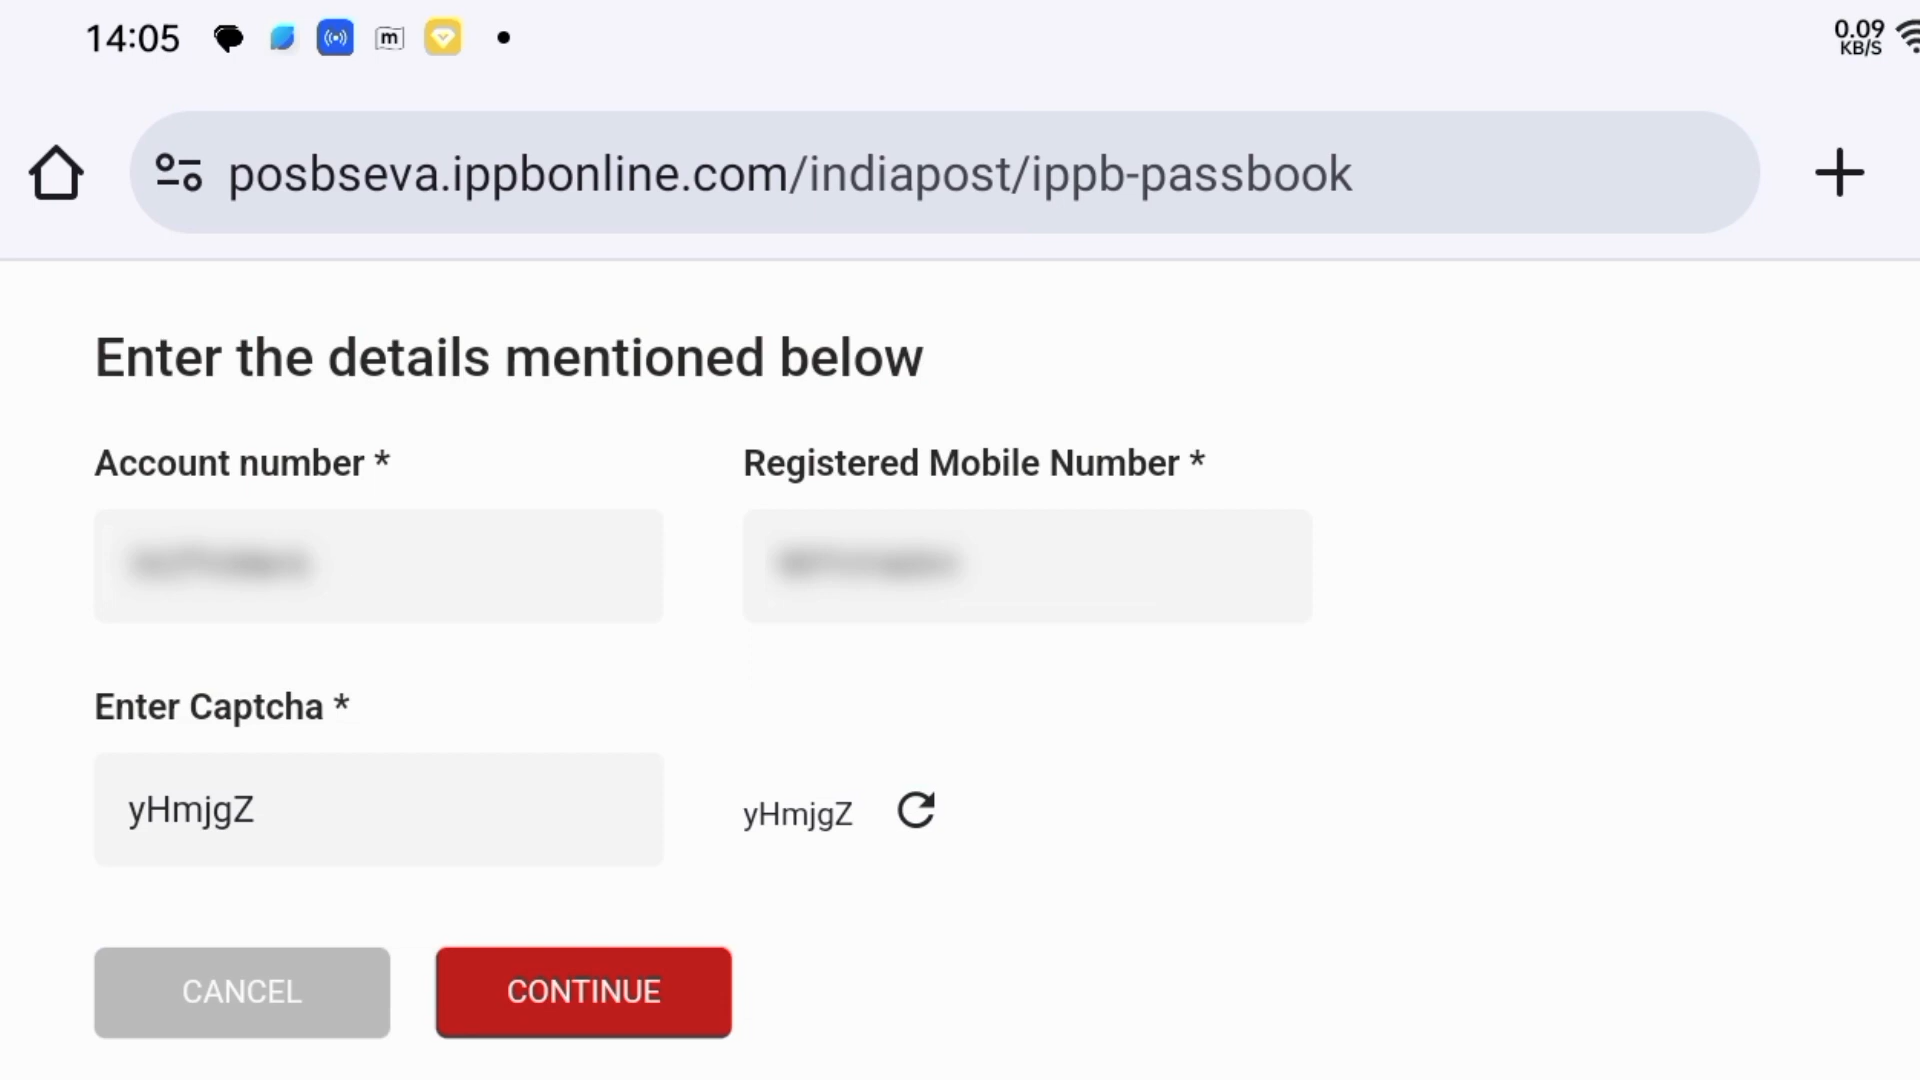 14:05
m
0.09
KB/S
posbseva.ippbonline.com/indiapost/ippb-passbook
Enter the details mentioned below
Account number *
Registered Mobile Number *
Enter Captcha *
yHmjgZ
yHmjgZ
CANCEL
CONTINUE